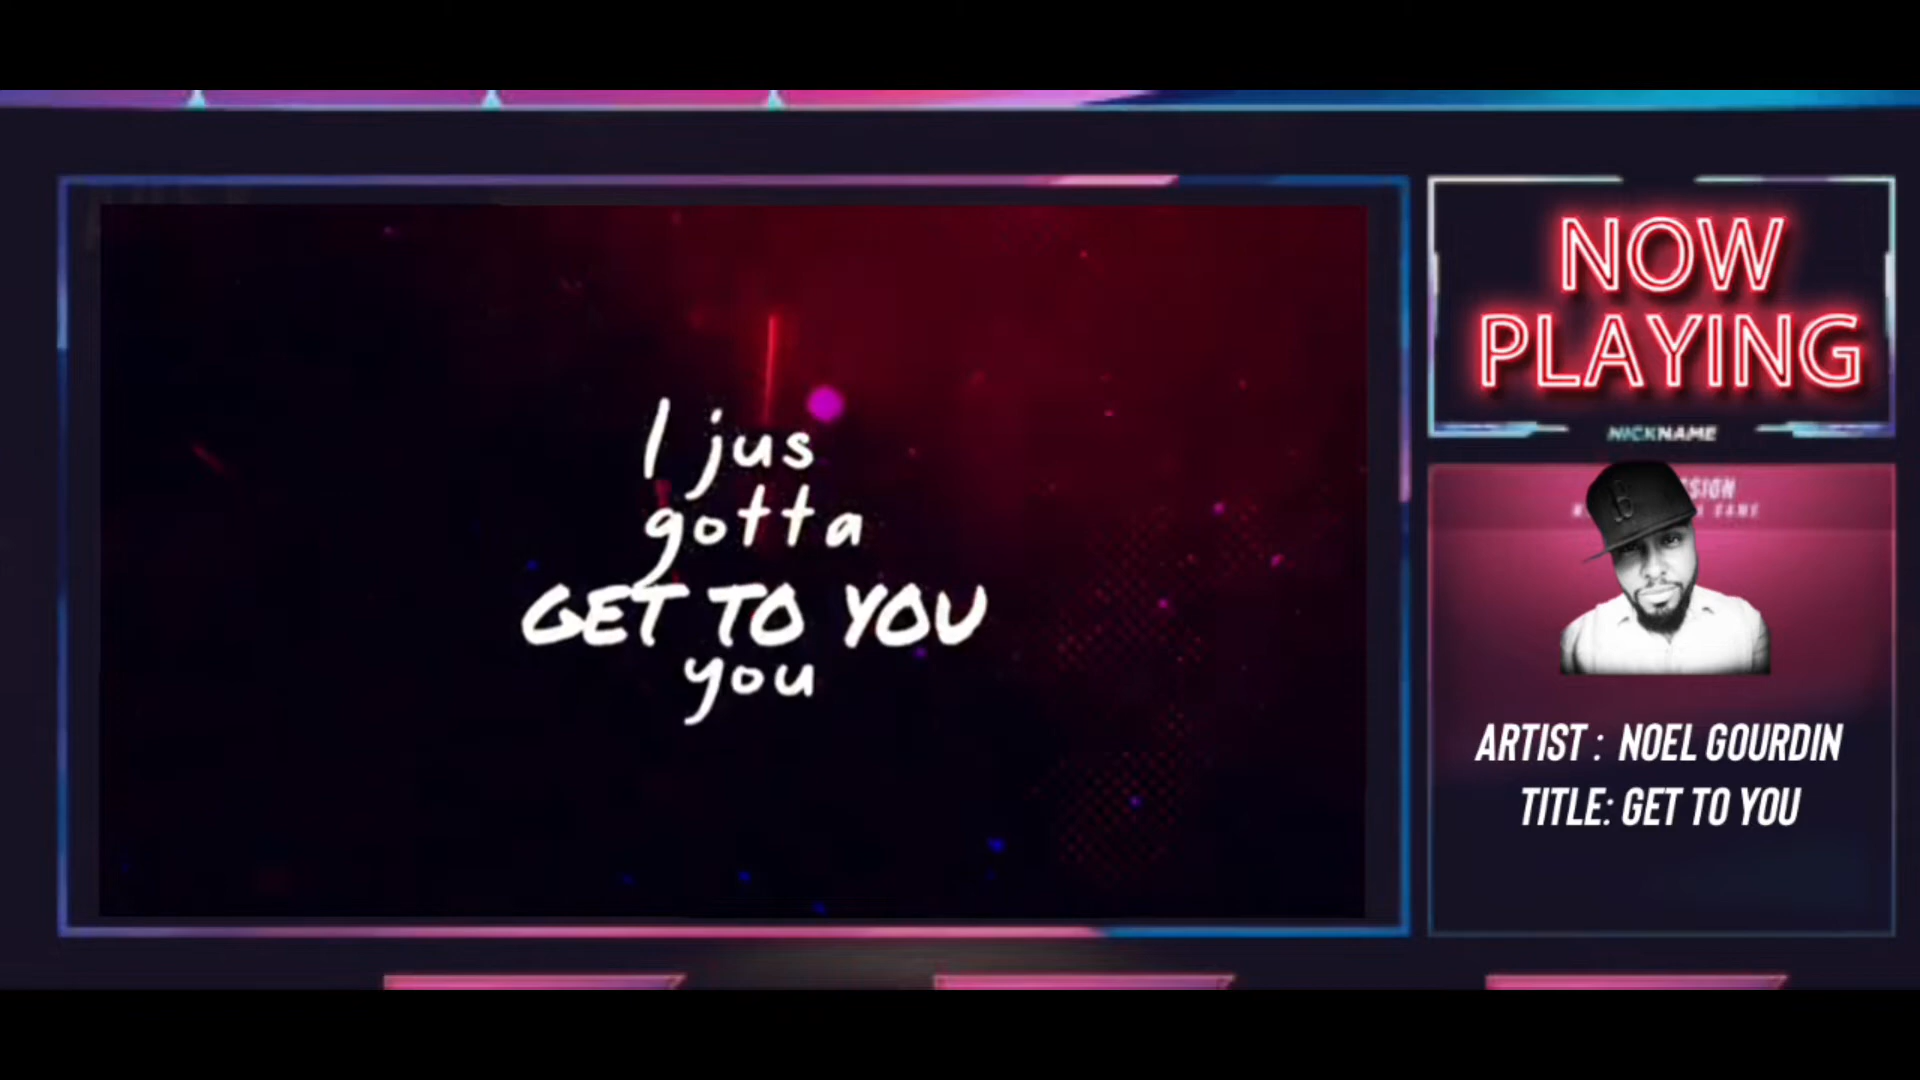 I jus
gotta
GET TO YOU
you
NOW
PLAYING
NICKNAME
ARTIST : NOEL GOURDIN
TITLE: GET TO YOU